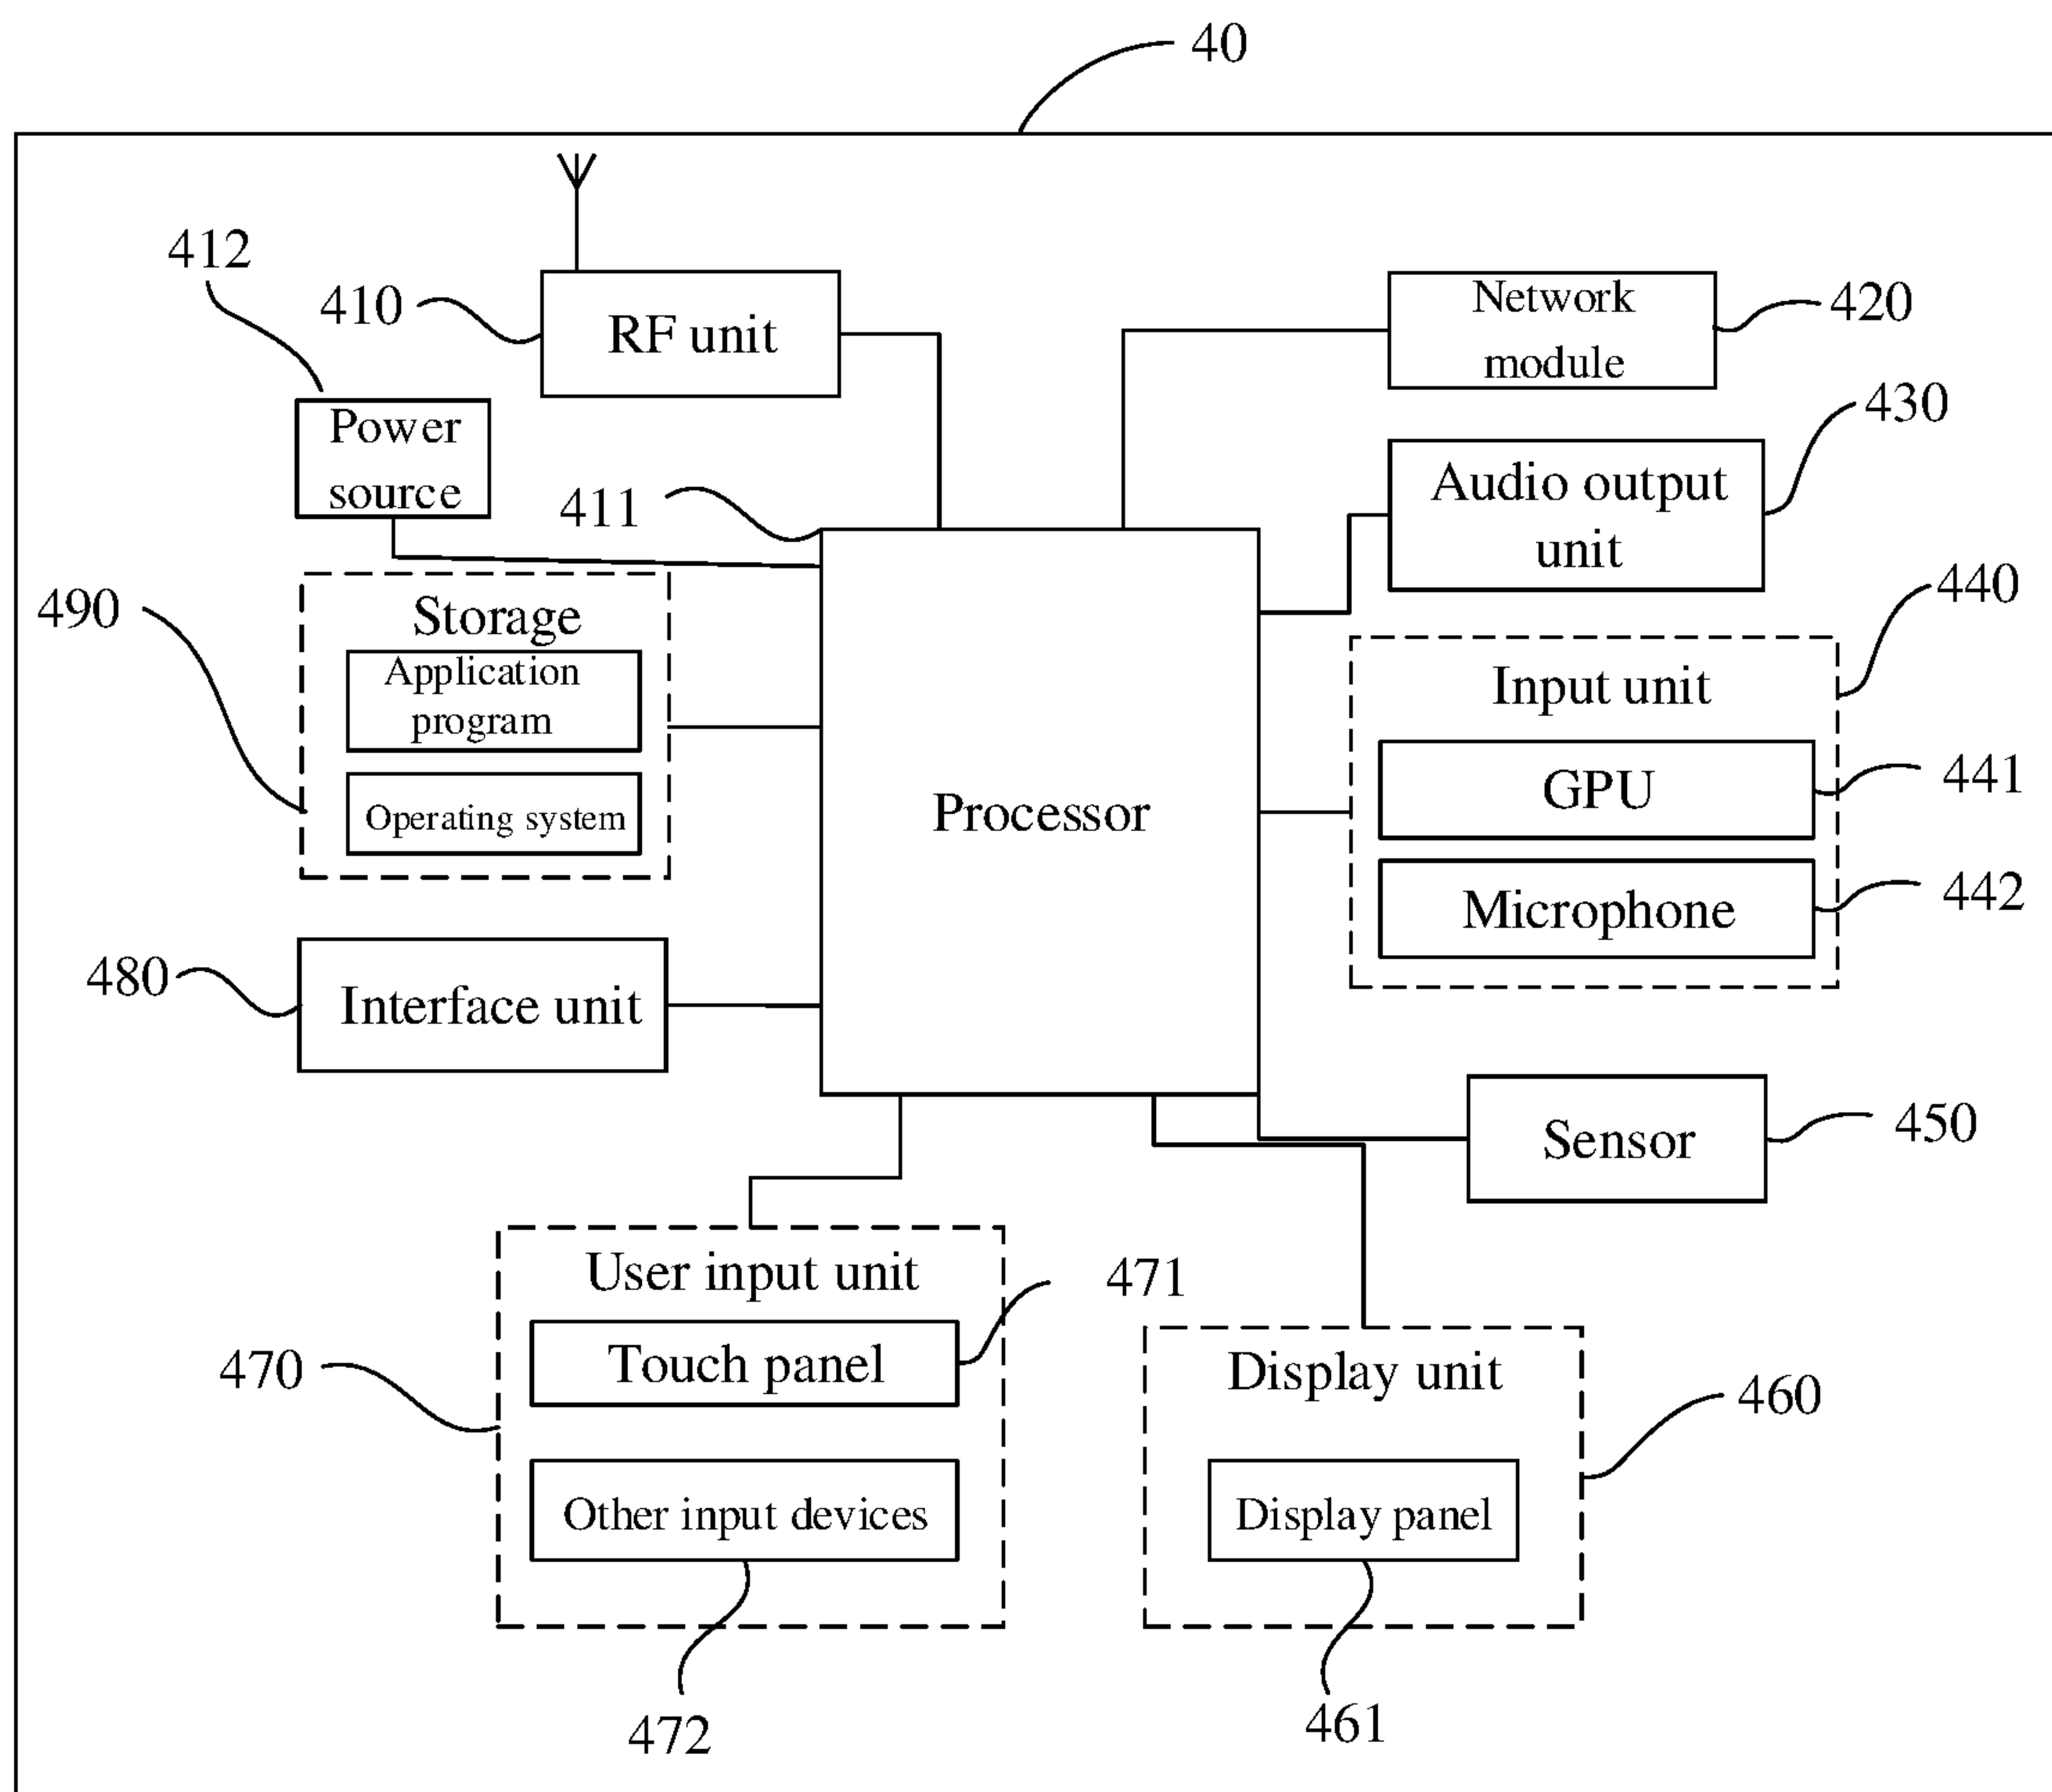 40
412
410
RF unit
Network
module
420
Power
source
430
411
Audio output
unit
490
Storage
440
Application
program
Input unit
GPU
441
Operating system
Processor
Microphone
442
480
Interface unit
Sensor
450
User input unit
471
470
Touch panel
Display unit
460
Other input devices
Display panel
472
461